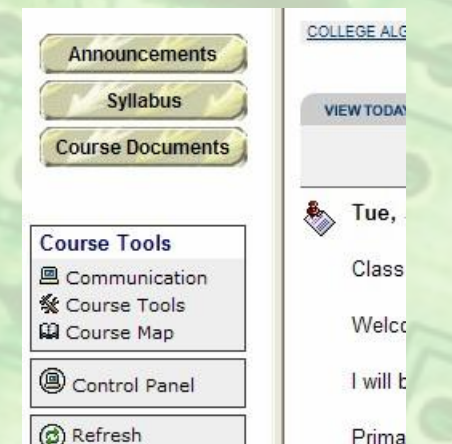 Announcements
Syllabus
Course Documents
Course Tools
Communication
Course Tools
Course Map
Control Panel
Refresh
COLLEGE ALG
VIEW TODAY
Tue,
Class
Welco
I will b
Prima